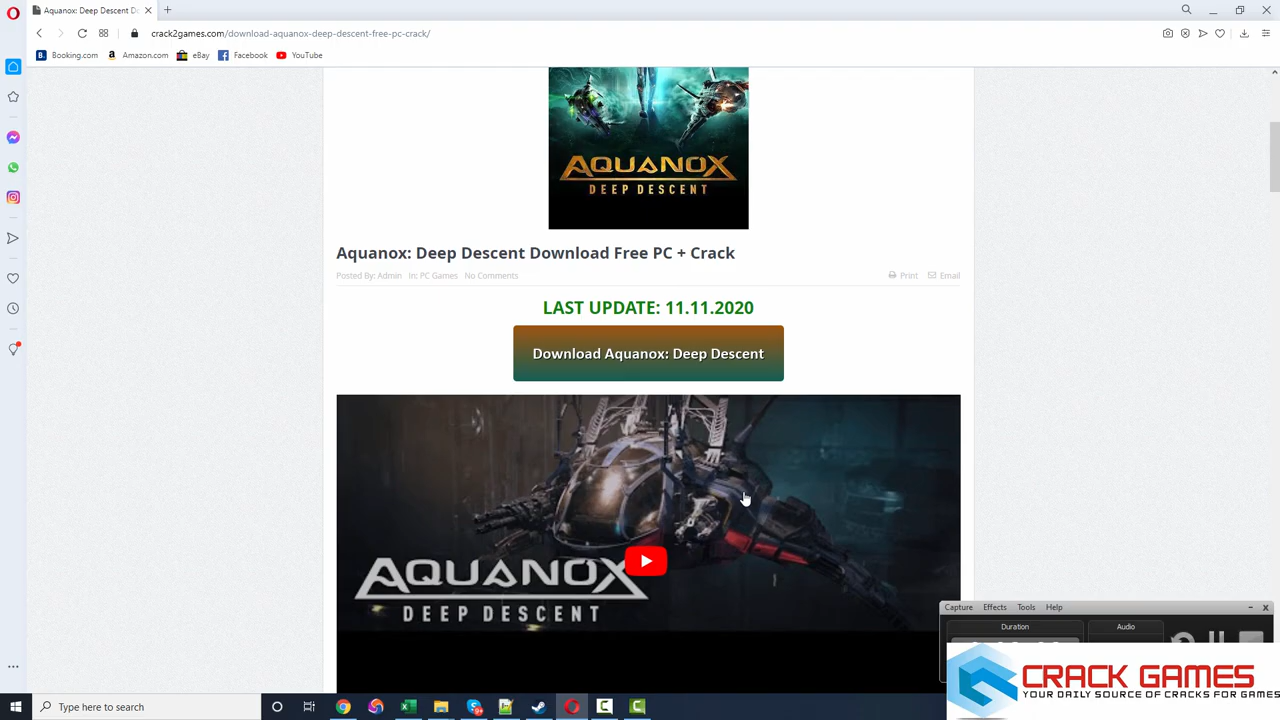 Aquanox: Deep Descent D
crack2games.com/download-aquanox-deep-descent-free-pc-crack/
Booking.com
Amazon.com
eBay
Facebook
YouTube
AQUANOX
DEEP DESCENT
Aquanox: Deep Descent Download Free PC + Crack
Posted By: Admin In: PC Games No Comments
Print Email
LAST UPDATE: 11.11.2020
Download Aquanox: Deep Descent
AQUANOX
DEEP DESCENT
Capture Effects Tools Help
Duration Audio
CRACK GAMES
YOUR DAILY SOURCE OF CRACKS FOR GAMES
Type here to search